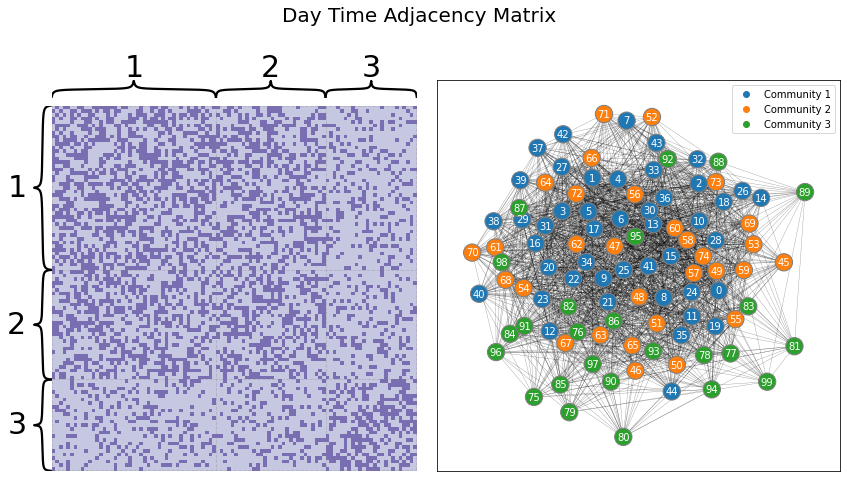 Day Time Adjacency Matrix
1 2 3
1
2
3
Community 1
Community 2
Community 3
71 7 52
42
43
37
66 92 32 88
27 33
39 64 1 4 2 73
26 89
72 56 36 18 14
87 3 5 30
38 29 31 6 13 10 69
17 60
16 62 47 95 58 28 53
70 61
98 34 15 74 45
20 25 41 57 49 59
68 22 9
40 54 23 21 48 8 24 0
82 83
84 91 12 76 86 51 11 19 55
67 63 35
96 65 93 78 77 81
97 50
75 85 90 46 44 94 99
79
80